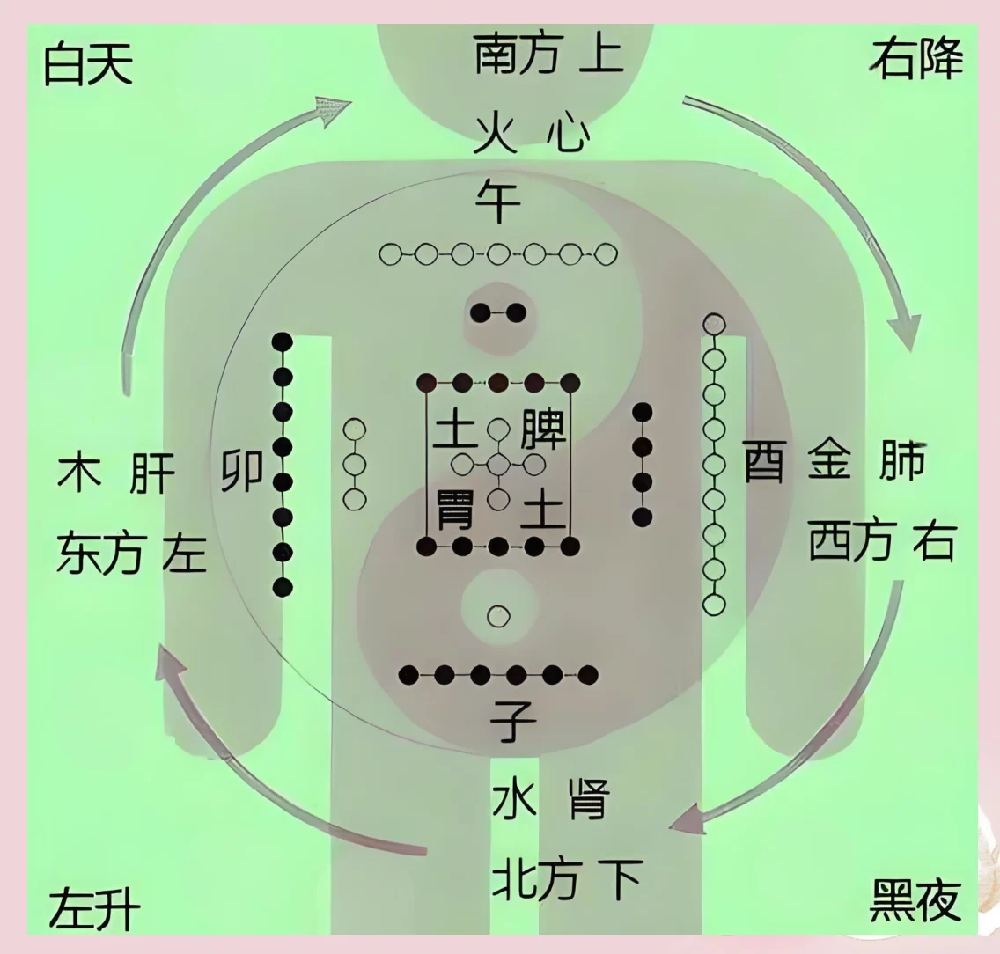 白天
南方 上
右降
火 心
午
土 脾
木 肝 卯
酉 金 肺
胃 土
东方 左
西方 右
子
水 肾
北方 下
左升
黑夜